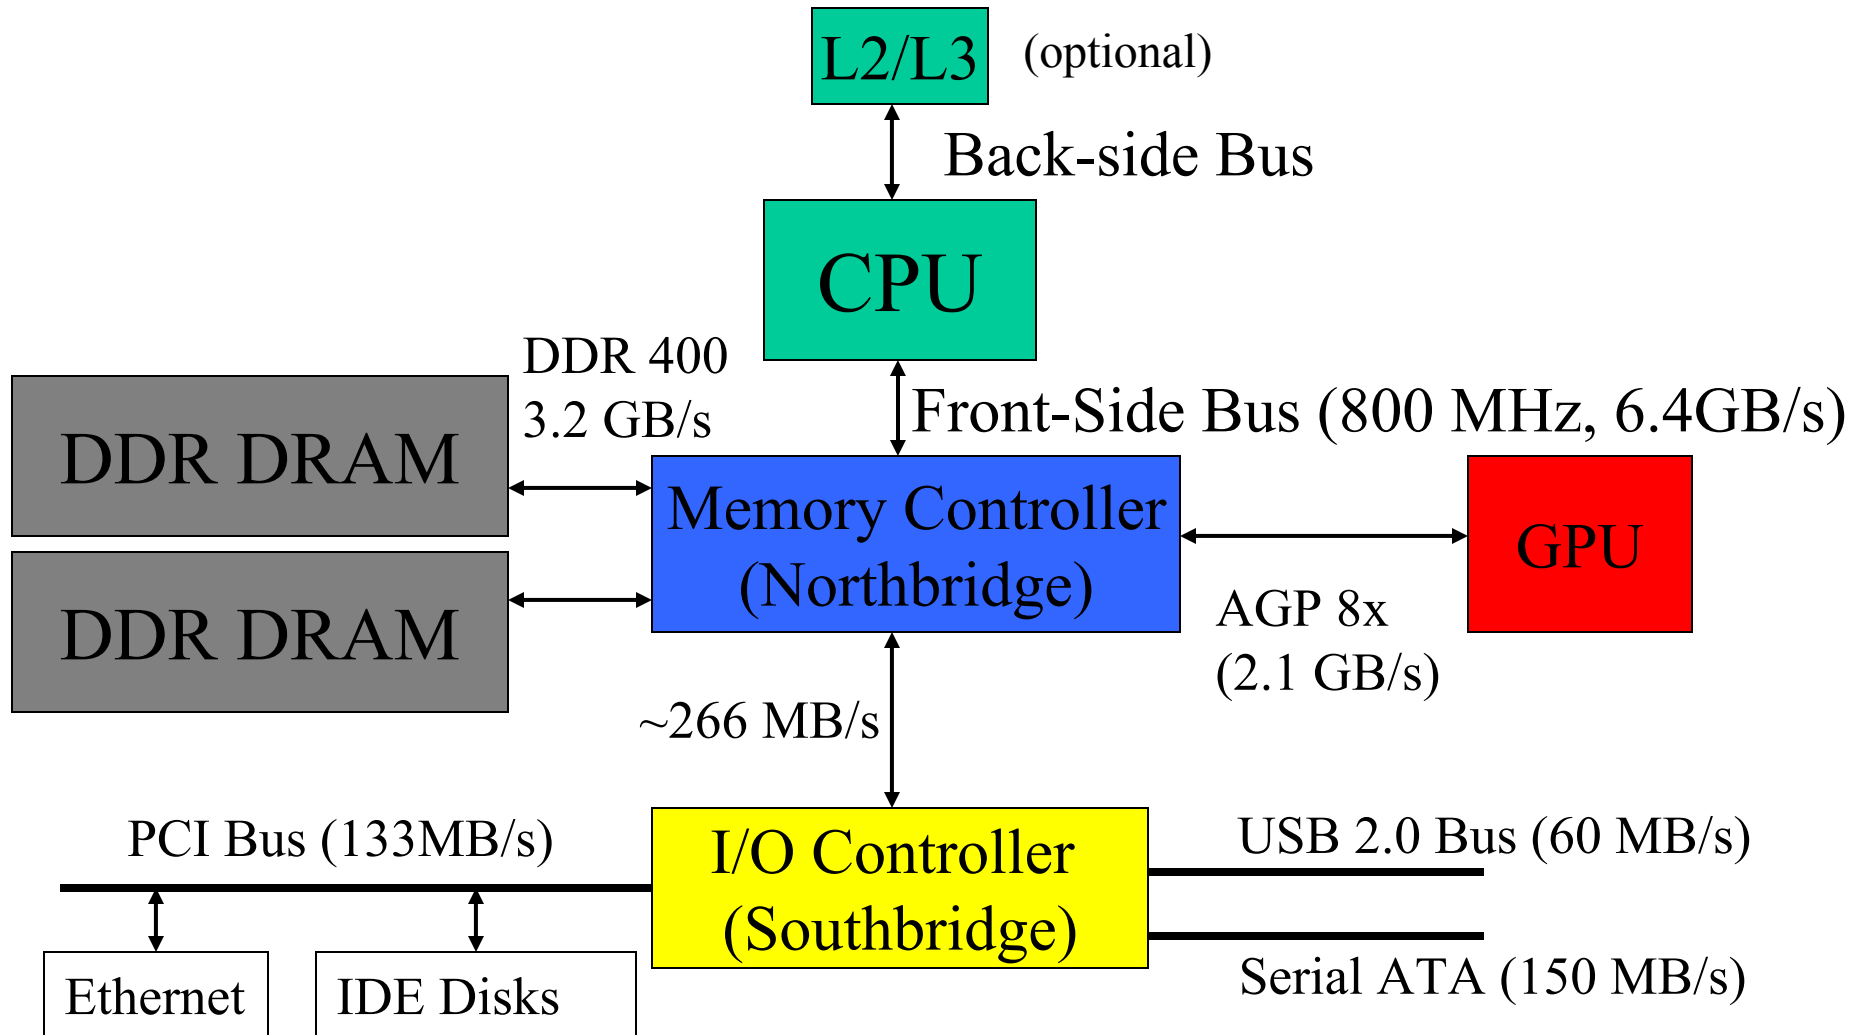 L2/L3
(optional)
Back-side Bus
CPU
DDR 400
3.2 GB/s
Front-Side Bus (800 MHz, 6.4GB/s)
DDR DRAM
Memory Controller
(Northbridge)
GPU
DDR DRAM
AGP 8x
(2.1 GB/s)
~266 MB/s
PCI Bus (133MB/s)
I/O Controller
(Southbridge)
USB 2.0 Bus (60 MB/s)
Serial ATA (150 MB/s)
Ethernet
IDE Disks